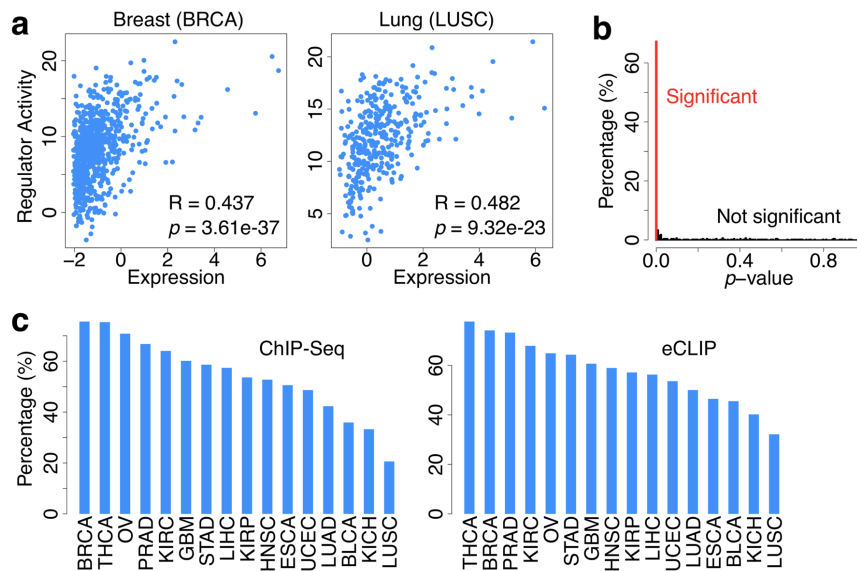 a
Breast (BRCA)
Lung (LUSC)
b
Regulator Activity
0
10
20
R = 0.437
p = 3.61e-37
−2
0
2
4
6
Expression
5
10
15
20
R = 0.482
p = 9.32e-23
0
2
4
6
Expression
Percentage (%)
0
20
40
60
Significant
Not significant
0.0
0.4
0.8
p–value
c
ChIP-Seq
Percentage (%)
0
20
40
60
BRCA
THCA
OV
PRAD
KIRC
GBM
STAD
LIHC
KIRP
HNSC
ESCA
UCEC
LUAD
BLCA
KICH
LUSC
eCLIP
0
20
40
60
THCA
BRCA
PRAD
KIRC
OV
STAD
GBM
HNSC
KIRP
LIHC
UCEC
LUAD
ESCA
BLCA
KICH
LUSC